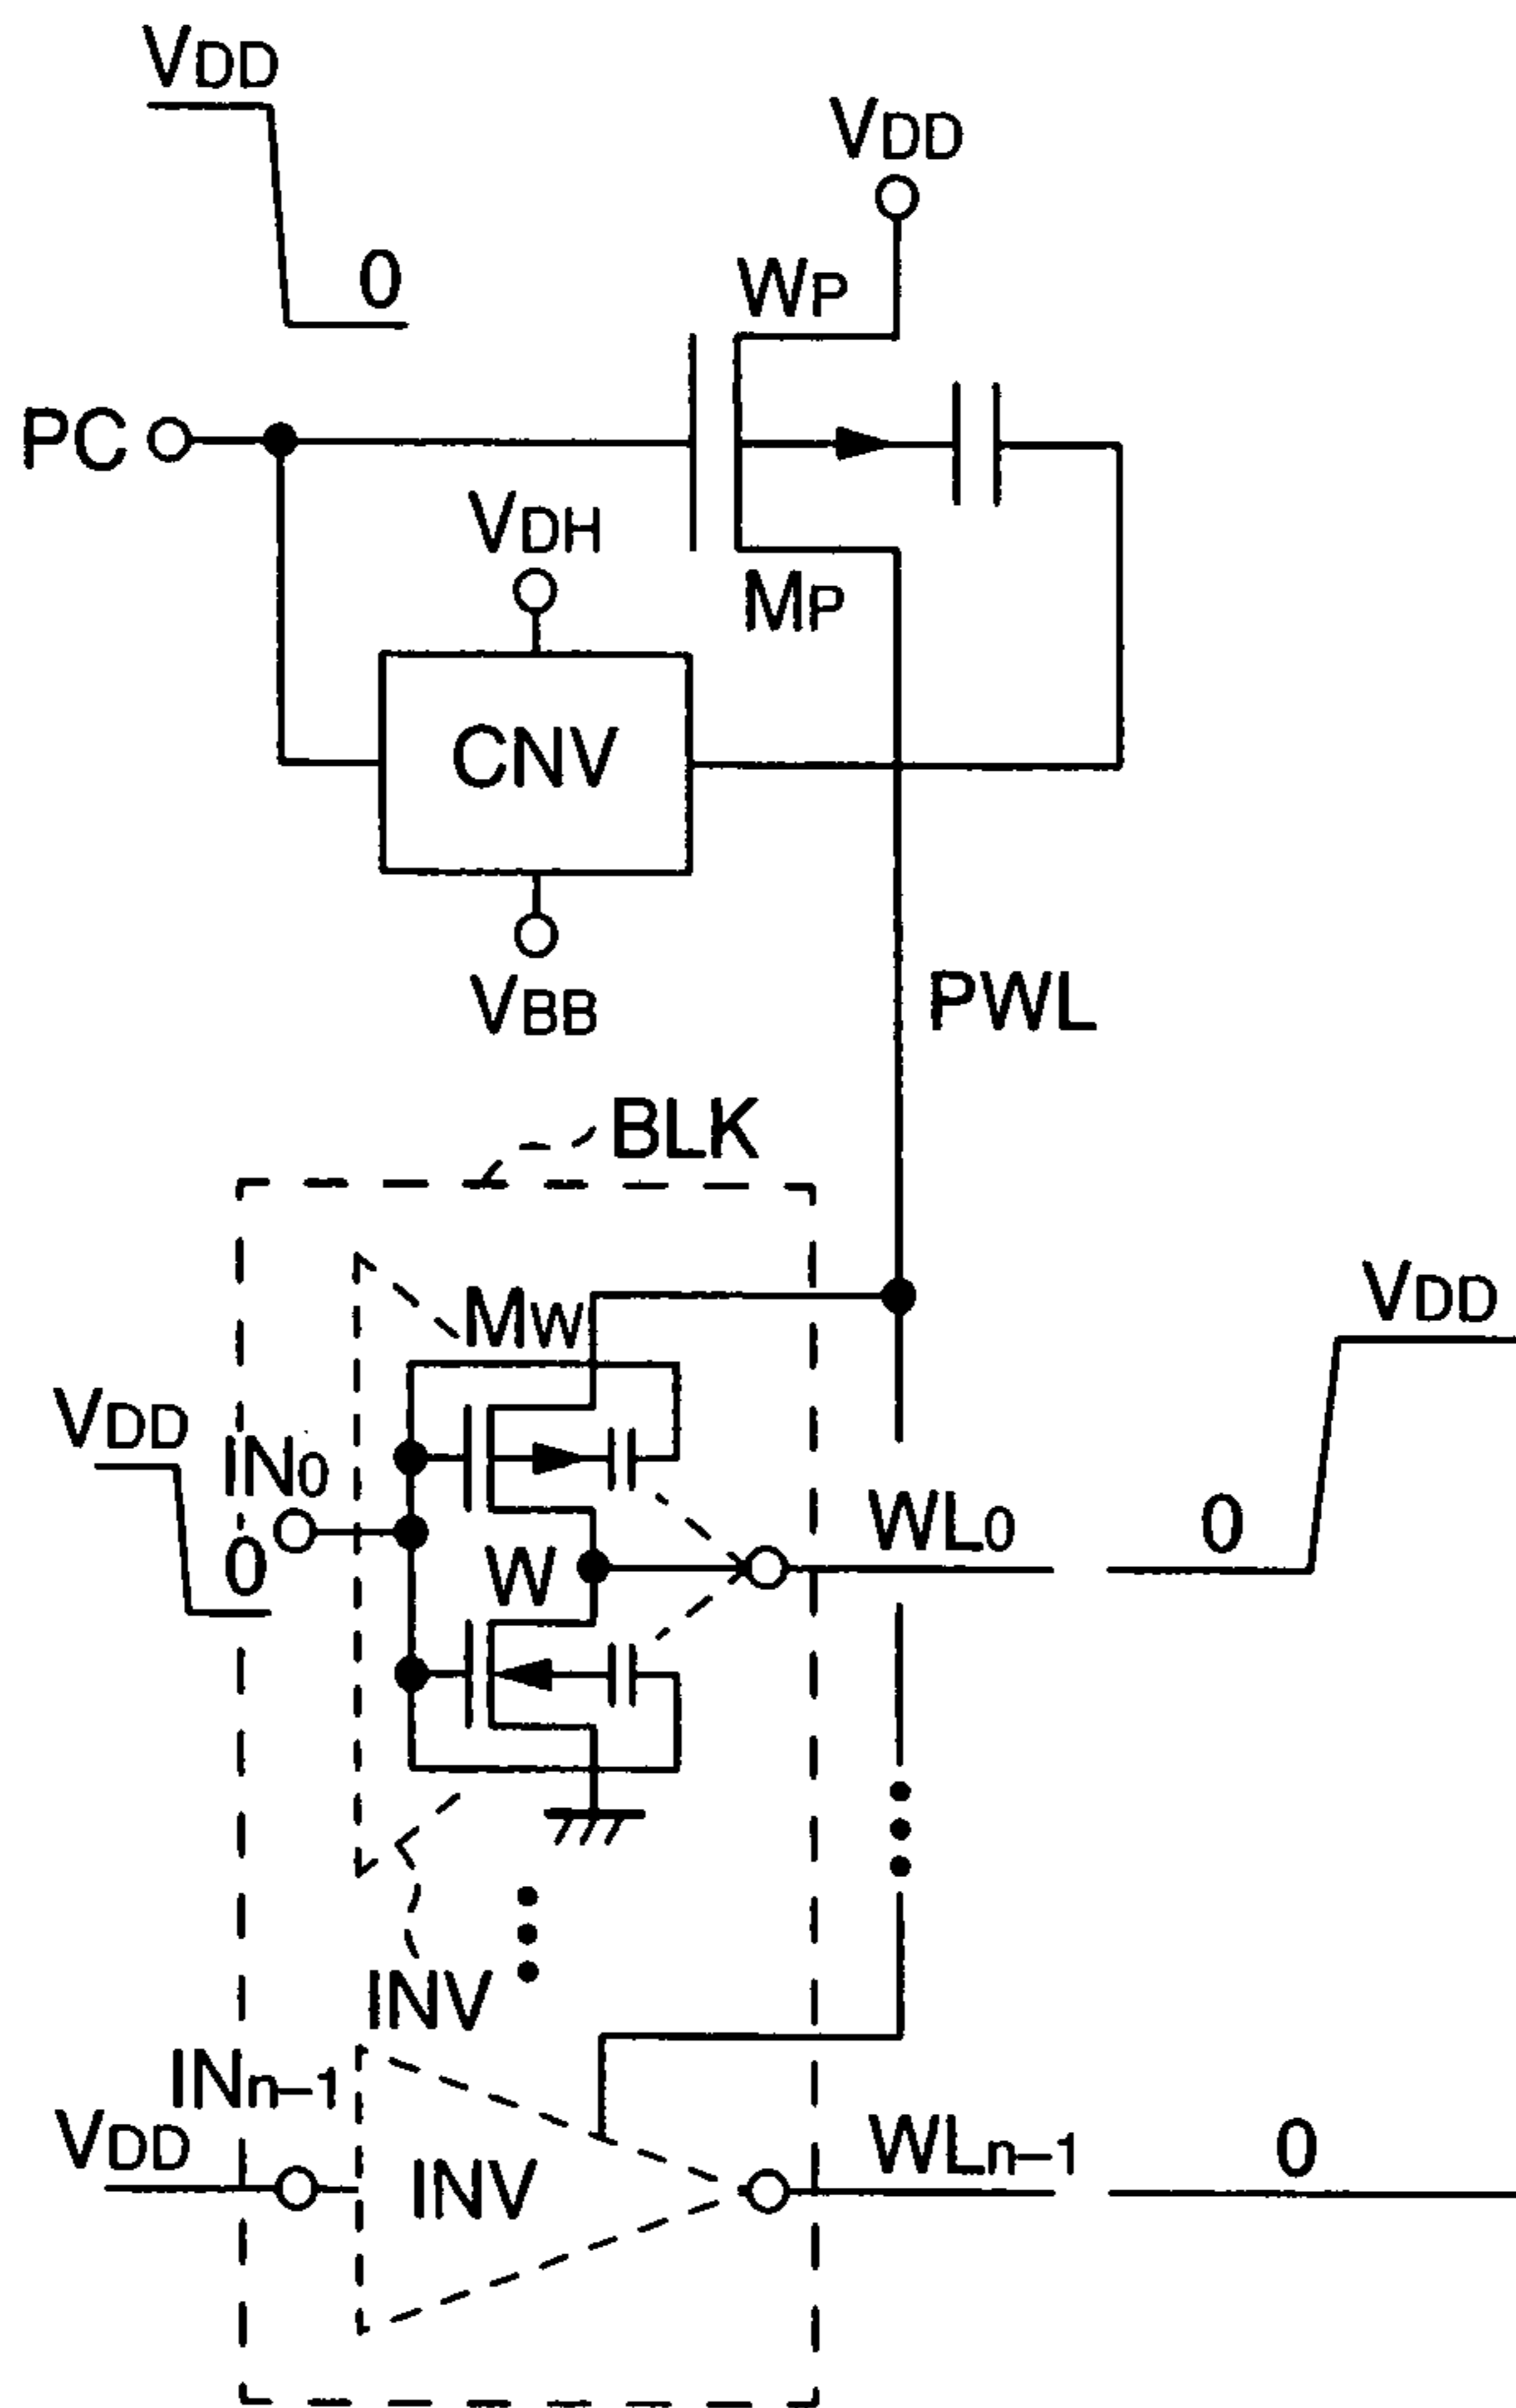 VDD
VDD
0
WP
PC
VDH
MP
CNV
VBB
PWL
BLK
VDD
MW
VDD
IN0
WL0
0
0
W
INV
INn-1
VDD
WLn-1
0
INV